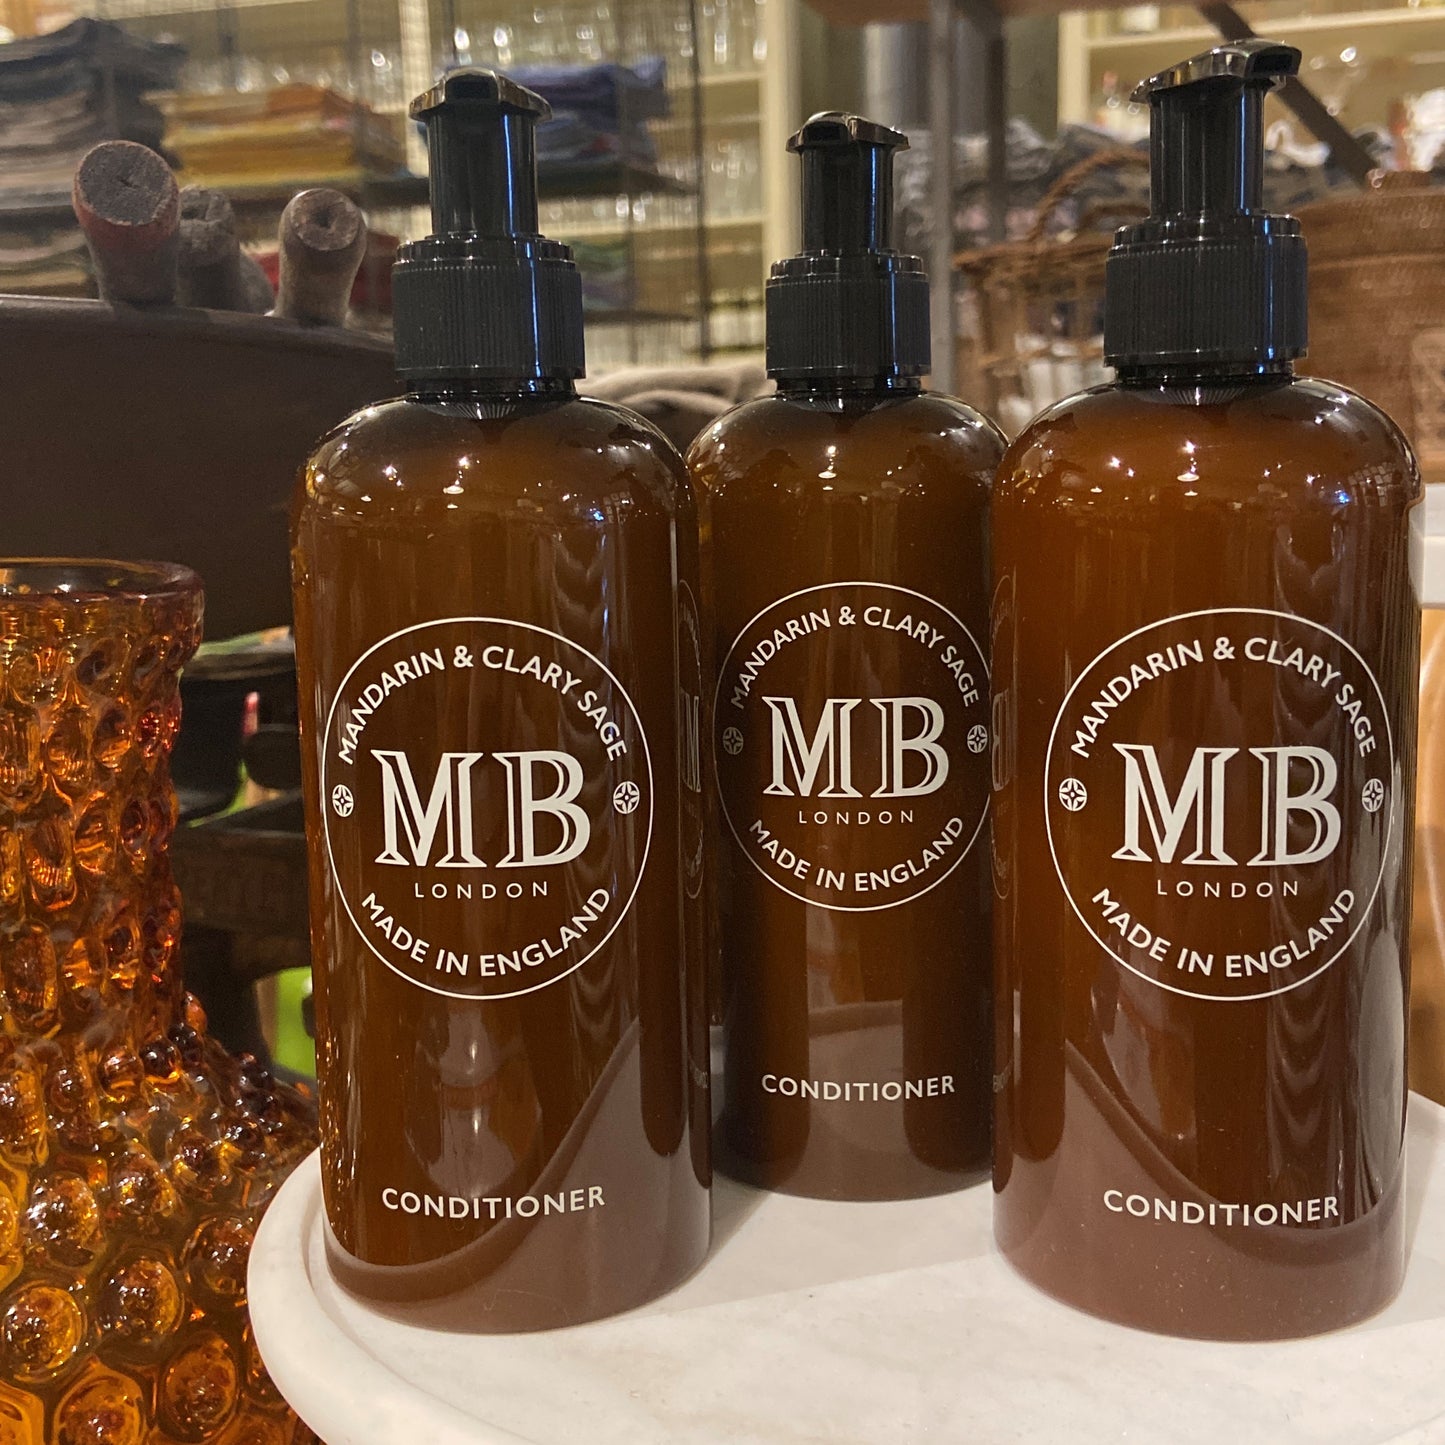 MANDARIN & CLARY SAGE
MB
LONDON
MADE IN ENGLAND
CONDITIONER
MANDARIN & CLARY SAGE
MB
LONDON
MADE IN ENGLAND
CONDITIONER
MANDARIN & CLARY SAGE
MB
LONDON
MADE IN ENGLAND
CONDITIONER